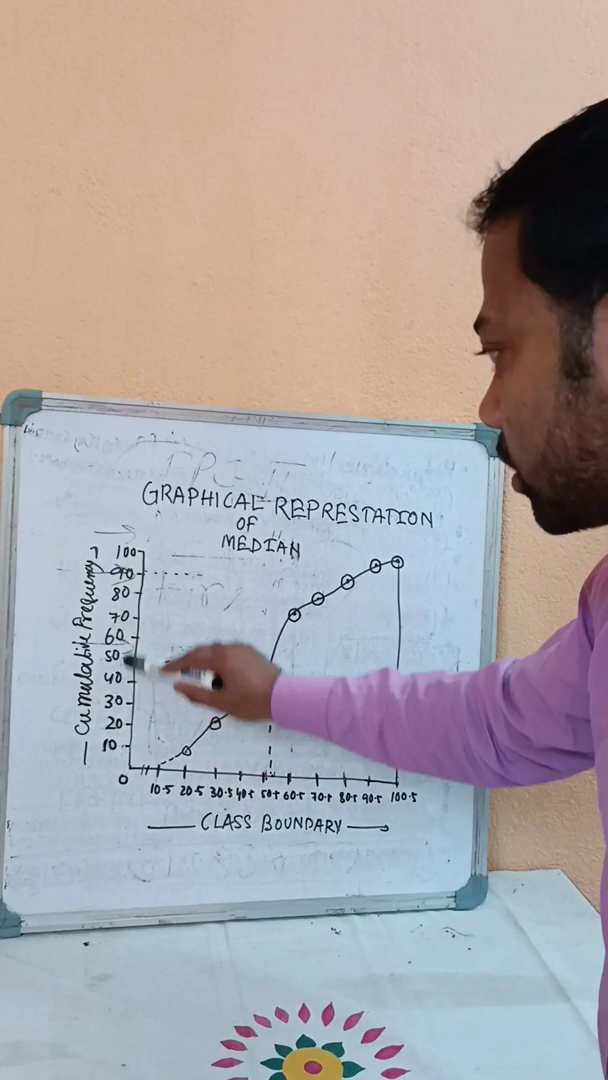 GRAPHICAL REPRESTATION
OF
MEDIAN
Cumulative Frequency
100
90
80
70
60
50
40
30
20
10
0
10.5 20.5 30.5 40.5 50.5 60.5 70.5 80.5 90.5 100.5
CLASS BOUNDARY